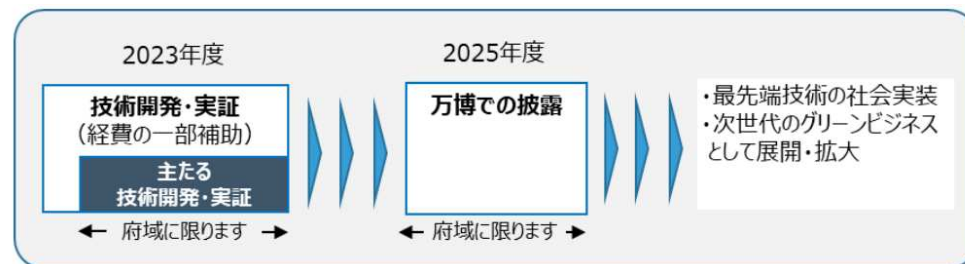 2023年度
技術開発・実証
（経費の一部補助）
主たる
技術開発・実証
← 府域に限ります →
2025年度
万博での披露
← 府域に限ります →
・最先端技術の社会実装
・次世代のグリーンビジネス
として展開・拡大